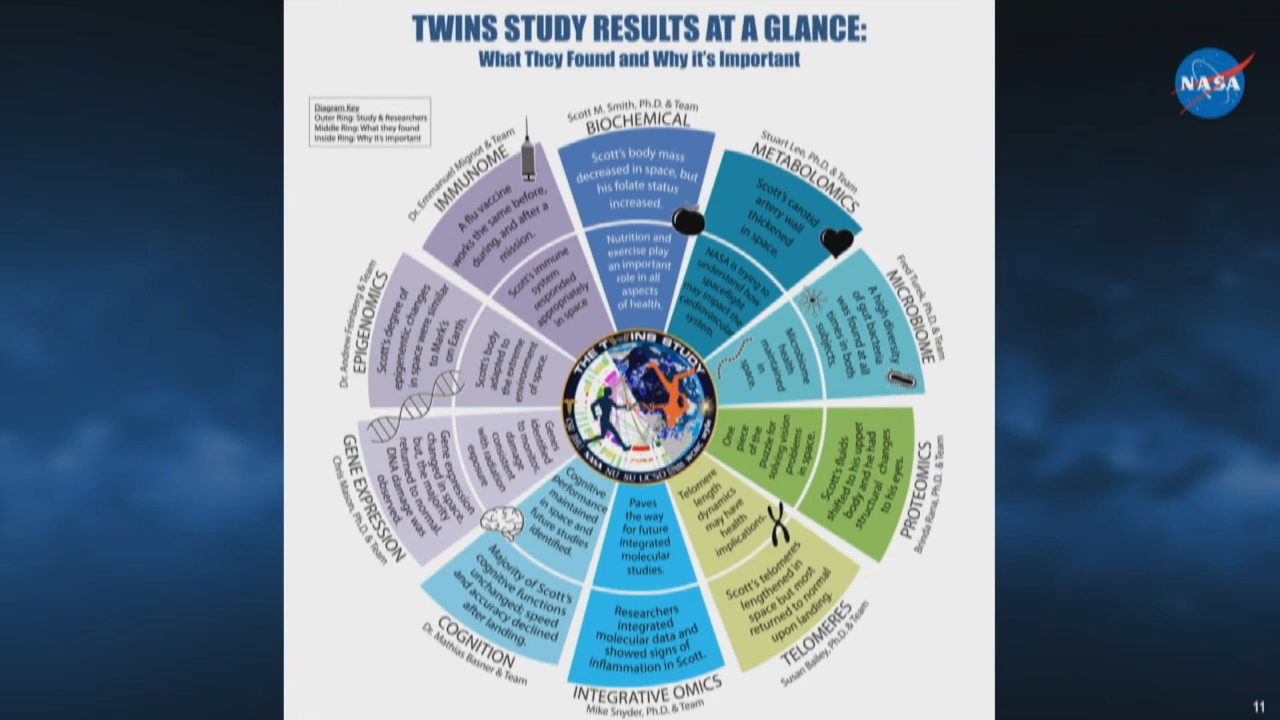 TWINS STUDY RESULTS AT A GLANCE:
What They Found and Why it's Important
NASA
Diagram Key
Outer Ring: Study & Researchers
Middle Ring: What they found
Inside Ring: Why it's important
Scott M. Smith, Ph.D. & Team
BIOCHEMICAL
Scott's body mass
decreased in space, but
his folate status
increased.
Nutrition and
exercise play
an important
role in all
aspects
of health.
Stuart Lee, Ph.D. & Team
METABOLOMICS
Scott's carotid
artery wall
thickened
in space.
NASA is trying to
understand how
spaceflight
may impact the
cardiovascular
system.
Fred Turek, Ph.D. & Team
MICROBIOME
A high diversity
of gut bacteria
was found at all
times in both
subjects.
Microbiome
health
maintained
in
space.
PROTEOMICS
Brinda Rana, Ph.D. & Team
Scott's fluids
shifted to his upper
body and he had
structural changes
to his eyes.
One
piece
of the
puzzle for
solving vision
problems
in space.
Telomere
length
dynamics
may have
health
implications.
Scott's telomeres
lengthened in
space but most
returned to normal
upon landing.
TELOMERES
Susan Bailey, Ph.D. & Team
Paves
the way
for future
integrated
molecular
studies.
Researchers
integrated
molecular data and
showed signs of
inflammation in Scott.
INTEGRATIVE OMICS
Mike Snyder, Ph.D. & Team
Cognitive
performance
maintained
in space and
future studies
identified.
Majority of Scott's
cognitive functions
unchanged; speed
and accuracy declined
after landing.
COGNITION
Dr. Mathias Basner & Team
GENE EXPRESSION
Chris Mason, Ph.D. & Team
Gene expression
changed in space,
but, the majority
returned to normal.
DNA damage was
observed.
Genes
identified
to monitor
damage
consistent
with radiation
exposure
Dr. Andrew Feinberg & Team
EPIGENOMICS
Scott's degree of
epigenentic changes
in space were similar
to Mark's
on Earth.
Scott's body
adapted to
the extreme
enironment
of space.
Dr. Emmanuel Mignot & Team
IMMUNOME
A flu vaccine
works the same before,
during, and after a
mission.
Scott's immune
system
responded
appropriately
in space
THE TWINS STUDY
NASA NU SU UCSD
WCMC wyle
11